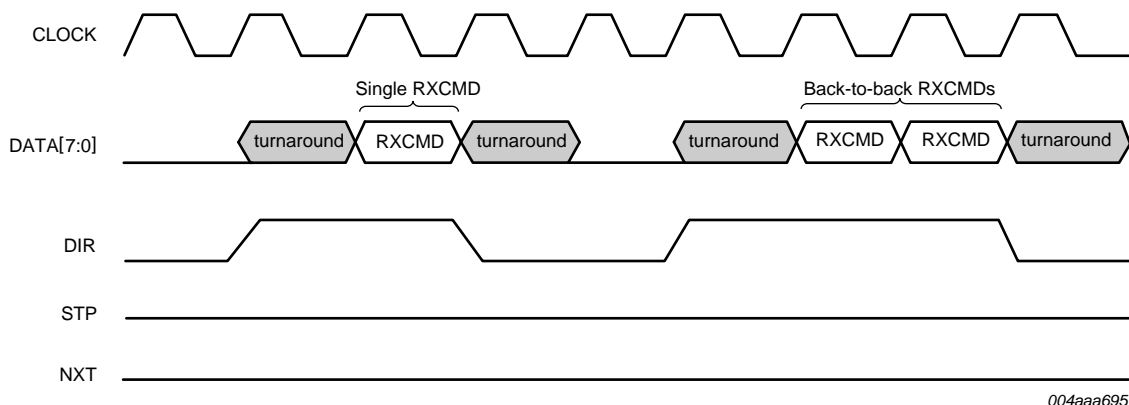 CLOCK
Single RXCMD
Back-to-back RXCMDs
DATA[7:0]
turnaround
RXCMD
turnaround
turnaround
RXCMD
RXCMD
turnaround
DIR
STP
NXT
004aaa695